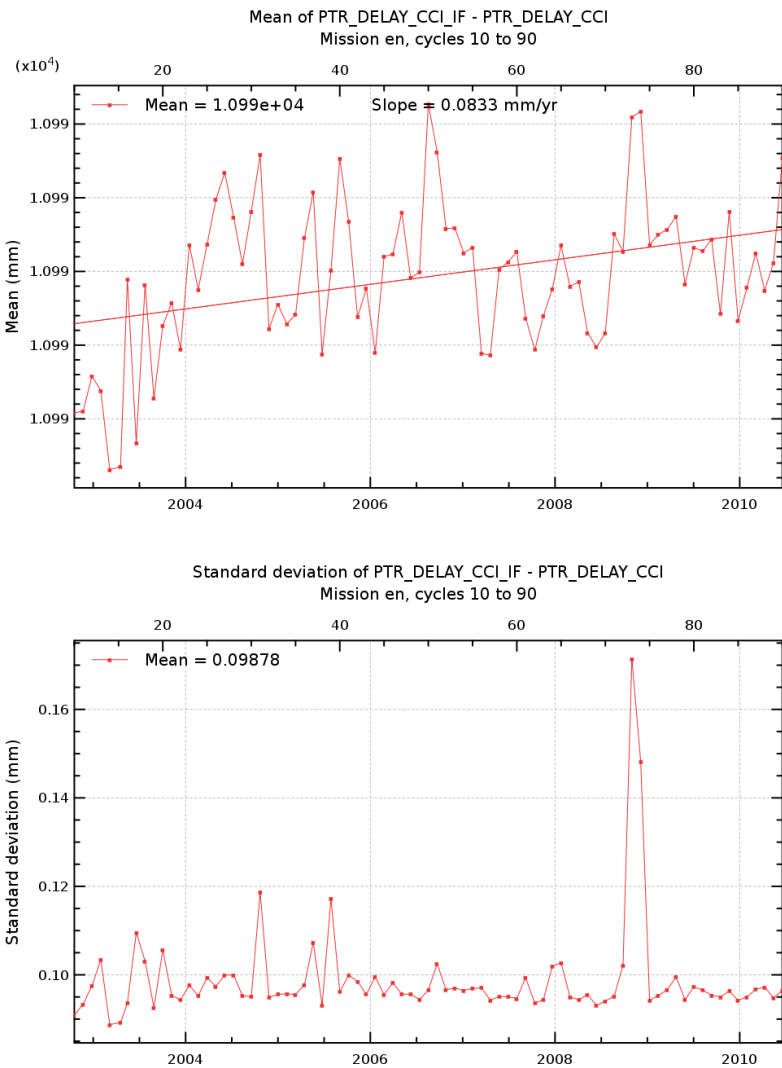 Mean of PTR_DELAY_CCI_IF - PTR_DELAY_CCI
Mission en, cycles 10 to 90
(x10⁴)
20 40 60 80
Mean = 1.099e+04 Slope = 0.0833 mm/yr
1.099
1.099
1.099
1.099
1.099
Mean (mm)
2004 2006 2008 2010
Standard deviation of PTR_DELAY_CCI_IF - PTR_DELAY_CCI
Mission en, cycles 10 to 90
20 40 60 80
Mean = 0.09878
0.16
0.14
0.12
0.10
Standard deviation (mm)
2004 2006 2008 2010